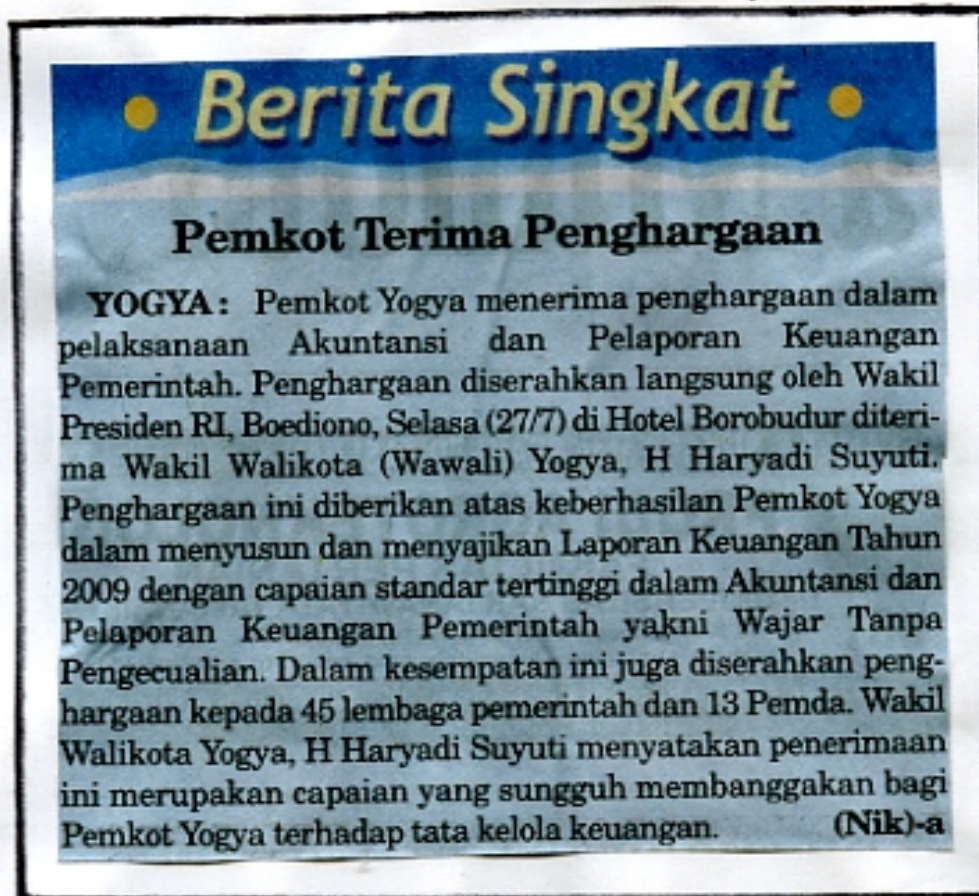 • Berita Singkat •
Pemkot Terima Penghargaan
YOGYA: Pemkot Yogya menerima penghargaan dalam
pelaksanaan Akuntansi dan Pelaporan Keuangan
Pemerintah. Penghargaan diserahkan langsung oleh Wakil
Presiden RI, Boediono, Selasa (27/7) di Hotel Borobudur diteri-
ma Wakil Walikota (Wawali) Yogya, H Haryadi Suyuti.
Penghargaan ini diberikan atas keberhasilan Pemkot Yogya
dalam menyusun dan menyajikan Laporan Keuangan Tahun
2009 dengan capaian standar tertinggi dalam Akuntansi dan
Pelaporan Keuangan Pemerintah yakni Wajar Tanpa
Pengecualian. Dalam kesempatan ini juga diserahkan peng-
hargaan kepada 45 lembaga pemerintah dan 13 Pemda. Wakil
Walikota Yogya, H Haryadi Suyuti menyatakan penerimaan
ini merupakan capaian yang sungguh membanggakan bagi
Pemkot Yogya terhadap tata kelola keuangan. (Nik)-a